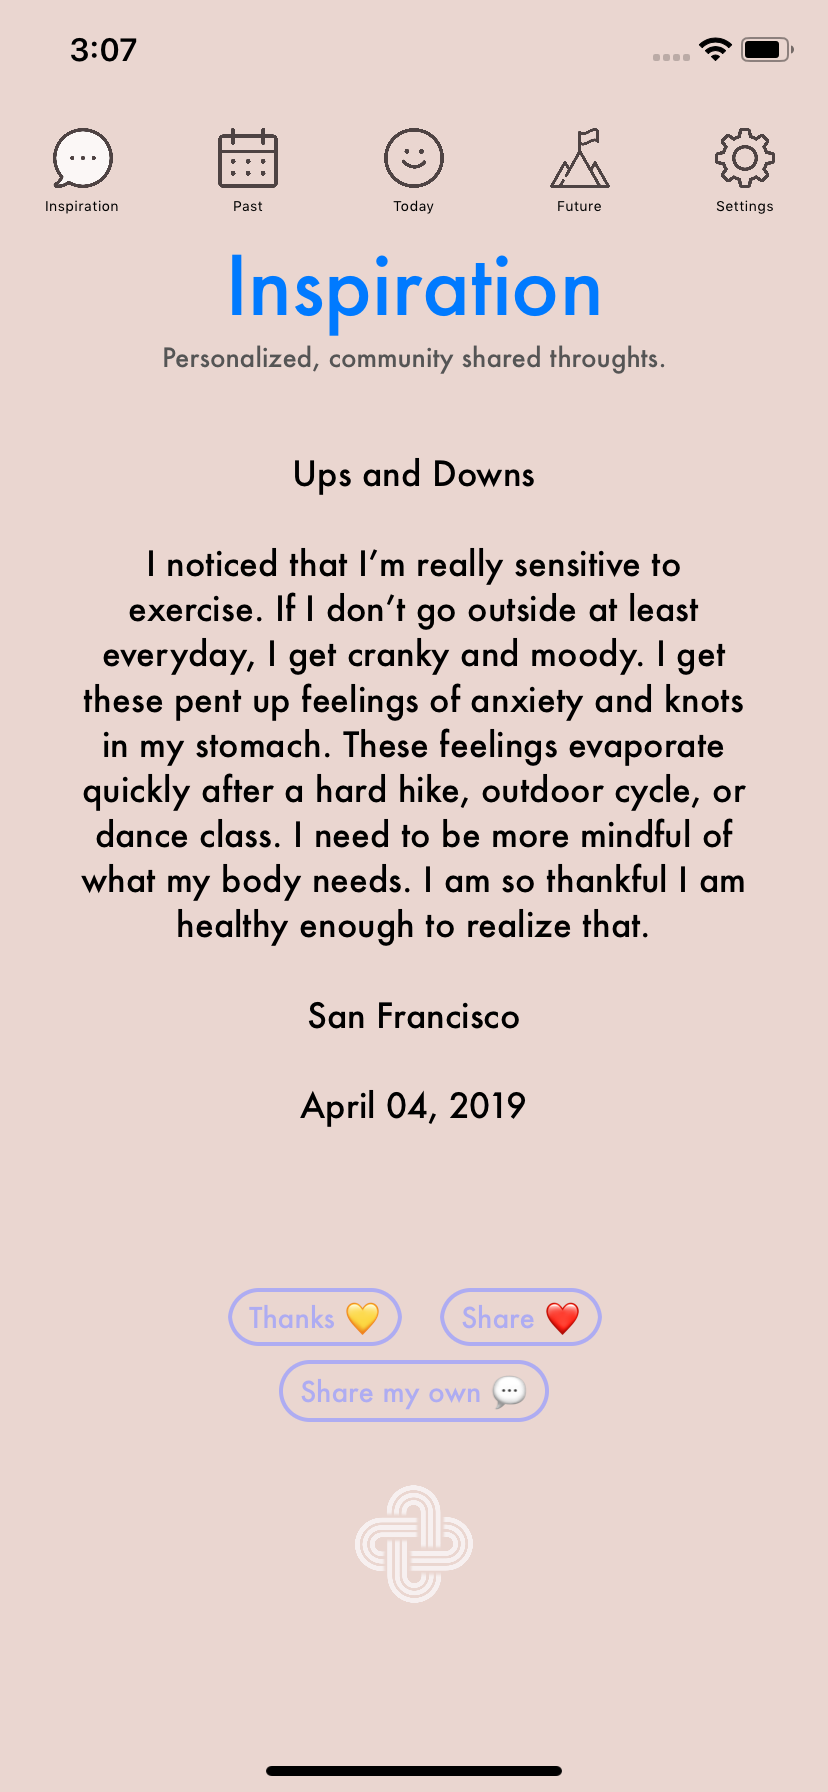 3:07
Inspiration
Past
Today
Future
Settings
Inspiration
Personalized, community shared throughts.
Ups and Downs
I noticed that I’m really sensitive to
exercise. If I don’t go outside at least
everyday, I get cranky and moody. I get
these pent up feelings of anxiety and knots
in my stomach. These feelings evaporate
quickly after a hard hike, outdoor cycle, or
dance class. I need to be more mindful of
what my body needs. I am so thankful I am
healthy enough to realize that.
San Francisco
April 04, 2019
Thanks 💛
Share ❤️
Share my own 💬